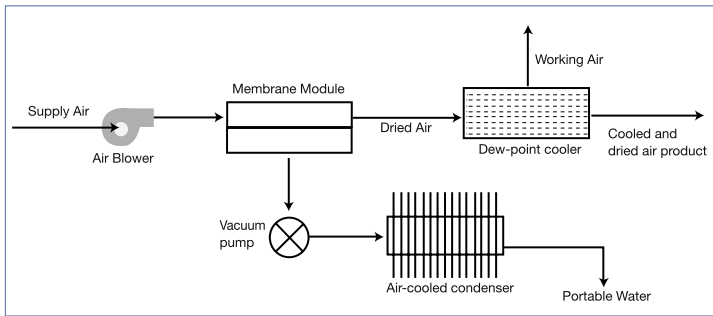 Working Air
Membrane Module
Supply Air
Dried Air
Air Blower
Dew-point cooler
Cooled and
dried air product
Vacuum
pump
Air-cooled condenser
Portable Water